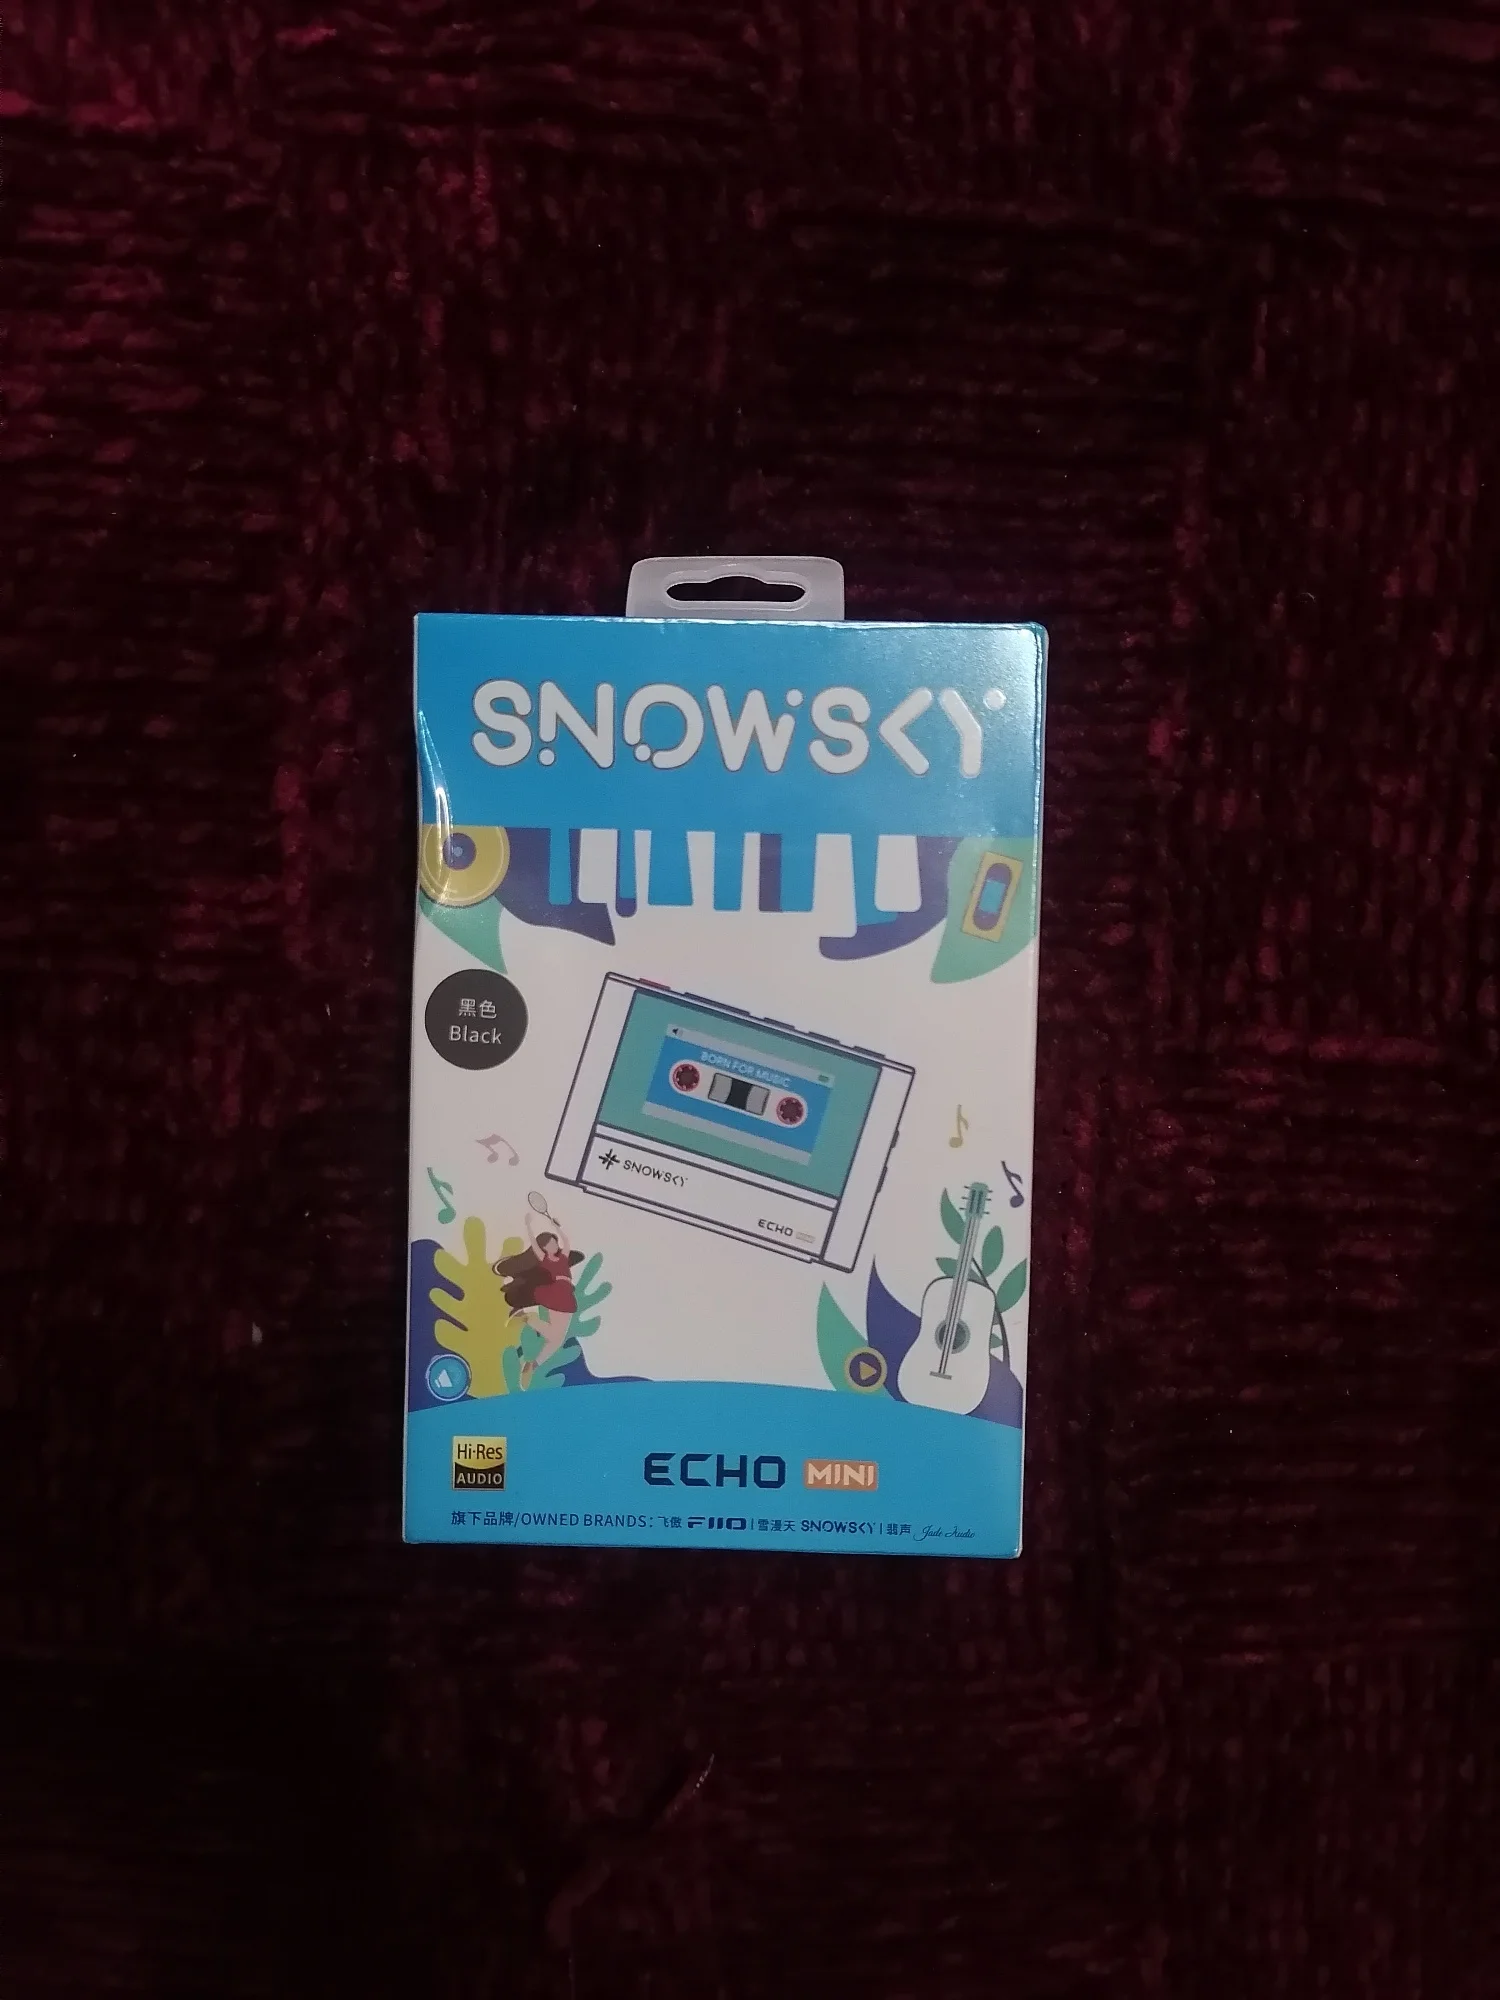 SNOWSKY
黑色
Black
BORN FOR MUSIC
SNOWSKY
ECHO MINI
Hi-Res
AUDIO
ECHO MINI
旗下品牌/OWNED BRANDS: 飞傲 FIIO | 雪漫天 SNOWSKY | 翡声 Jade Audio